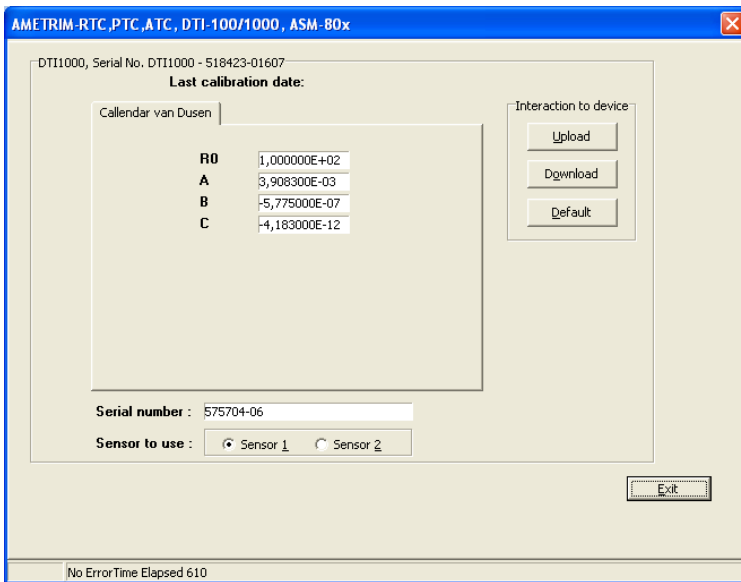 AMETRIM-RTC,PTC,ATC, DTI-100/1000, ASM-80x
DTI1000, Serial No. DTI1000 - 518423-01607
Last calibration date:
Callendar van Dusen
R0 1,000000E+02
A 3,908300E-03
B -5,775000E-07
C -4,183000E-12
Interaction to device
Upload
Download
Default
Serial number : 575704-06
Sensor to use : Sensor 1 Sensor 2
Exit
No ErrorTime Elapsed 610